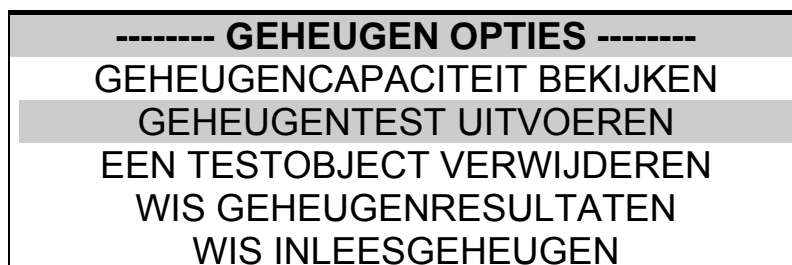 -------- GEHEUGEN OPTIES --------
GEHEUGENCAPACITEIT BEKIJKEN
GEHEUGENTEST UITVOEREN
EEN TESTOBJECT VERWIJDEREN
WIS GEHEUGENRESULTATEN
WIS INLEESGEHEUGEN